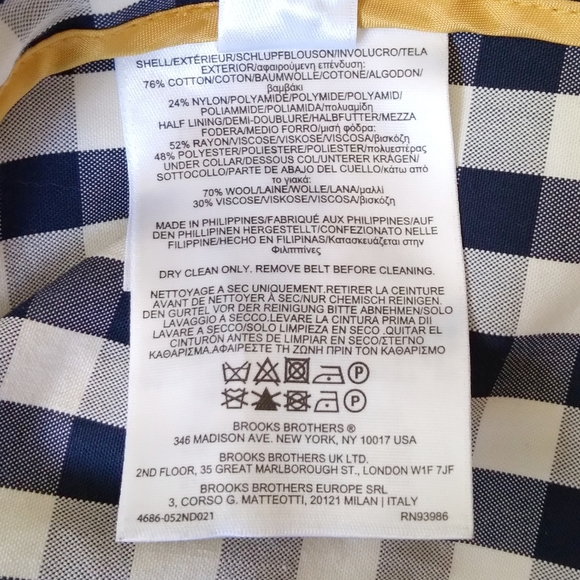 SHELL/EXTÉRIEUR/SCHLUPFBLOUSON/INVOLUCRO/TELA
EXTERIOR/αφαιρούμενη επένδυση:
76% COTTON/COTON/BAUMWOLLE/COTONE/ALGODON/
βαμβάκι
24% NYLON/POLYAMIDE/POLYMIDE/POLYAMID/
POLIAMMIDE/POLIAMIDA/πολυαμίδη
HALF LINING/DEMI-DOUBLURE/HALBFUTTER/MEZZA
FODERA/MEDIO FORRO/μισή φόδρα:
52% RAYON/VISCOSE/VISCOSE/VISCOSA/βισκόζη
48% POLYESTER/POLIESTERE/POLIESTER/πολυεστέρας
UNDER COLLAR/DESSOUS COL/UNTERER KRAGEN/
SOTTOCOLLO/PARTE DE ABAJO DEL CUELLO/κάτω από
το γιακά:
70% WOOL/LAINE/WOLLE/LANA/μαλλί
30% VISCOSE/VISCOSE/VISCOSA/βισκόζη
MADE IN PHILIPPINES/FABRIQUÉ AUX PHILIPPINES/AUF
DEN PHILLIPINEN HERGESTELLT/CONFEZIONATO NELLE
FILIPPINE/HECHO EN FILIPINAS/Κατασκευάζεται στην
Φιλιππίνες
DRY CLEAN ONLY. REMOVE BELT BEFORE CLEANING.
NETTOYAGE A SEC UNIQUEMENT.RETIRER LA CEINTURE
AVANT DE NETTOYER À SEC/NUR CHEMISCH REINIGEN.
DEN GURTEL VOR DER REINIGUNG BITTE ABNEHMEN/SOLO
LAVAGGIO A SECCO.LEVARE LA CINTURA PRIMA DII
LAVARE A SECCO/SOLO LIMPIEZA EN SECO .QUITAR EL
CINTURÓN ANTES DE LIMPIAR EN SECO/ΣΤΕΓΝΟ
ΚΑΘΑΡΙΣΜΑ.ΑΦΑΙΡΕΣΤΕ ΤΗ ΖΩΝΗ ΠΡΙΝ ΤΟΝ ΚΑΘΑΡΙΣΜΟ
P
P
BROOKS BROTHERS ®
346 MADISON AVE. NEW YORK, NY 10017 USA
BROOKS BROTHERS UK LTD.
2ND FLOOR, 35 GREAT MARLBOROUGH ST., LONDON W1F 7JF
BROOKS BROTHERS EUROPE SRL
3, CORSO G. MATTEOTTI, 20121 MILAN | ITALY
4686-052ND021 RN93986